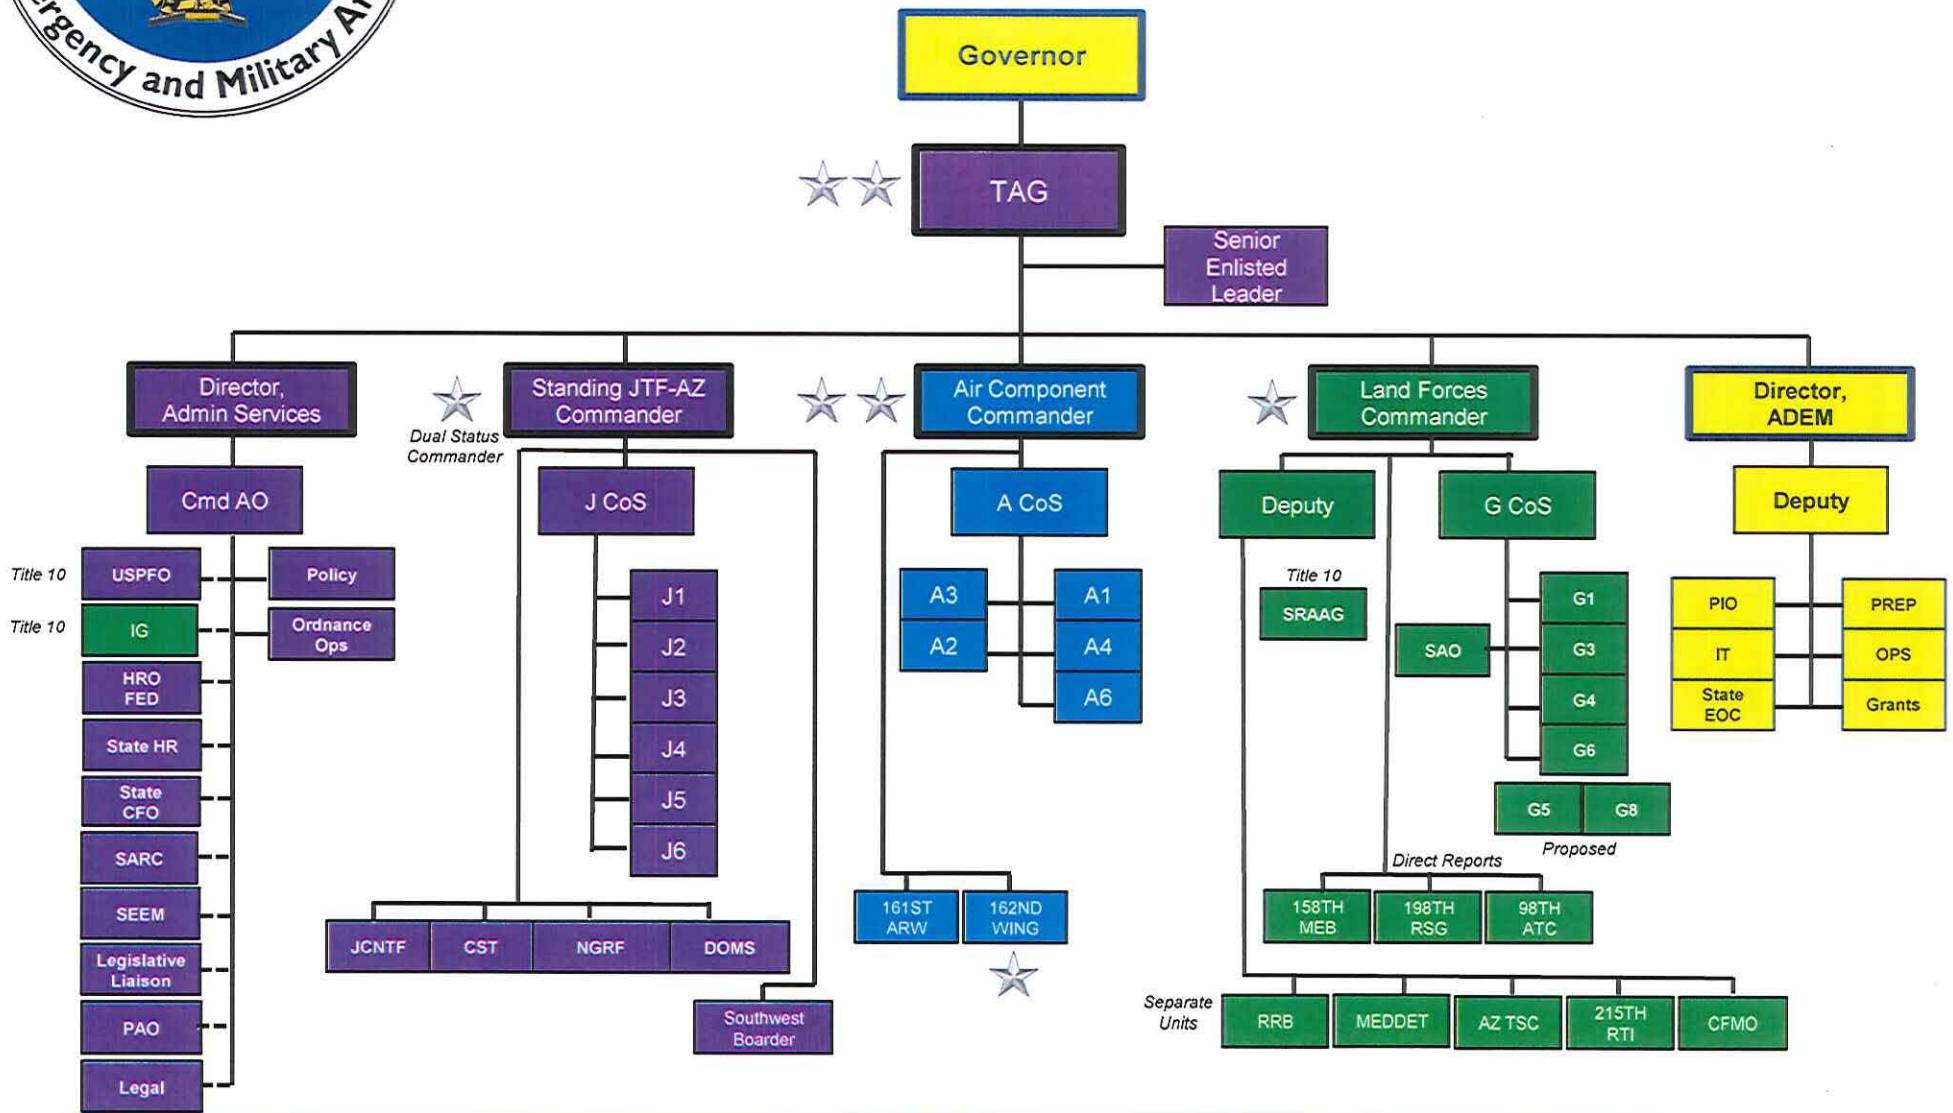 and Military
Governor
TAG
Senior
Enlisted
Leader
Director,
Admin Services
Standing JTF-AZ
Commander
Dual Status
Commander
Air Component
Commander
Land Forces
Commander
Director,
ADEM
Cmd AO
J CoS
A CoS
Deputy
G CoS
Deputy
Title 10
USPFO
Policy
Title 10
IG
Ordnance
Ops
HRO
FED
State HR
State
CFO
SARC
SEEM
Legislative
Liaison
PAO
Legal
J1
J2
J3
J4
J5
J6
JCNTF
CST
NGRF
DOMS
Southwest
Boarder
A3
A1
A2
A4
A6
161ST
ARW
162ND
WING
Title 10
SRAAG
SAO
G1
G3
G4
G6
G5
G8
Proposed
Direct Reports
158TH
MEB
198TH
RSG
98TH
ATC
Separate
Units
RRB
MEDDET
AZ TSC
215TH
RTI
CFMO
PIO
PREP
IT
OPS
State
EOC
Grants